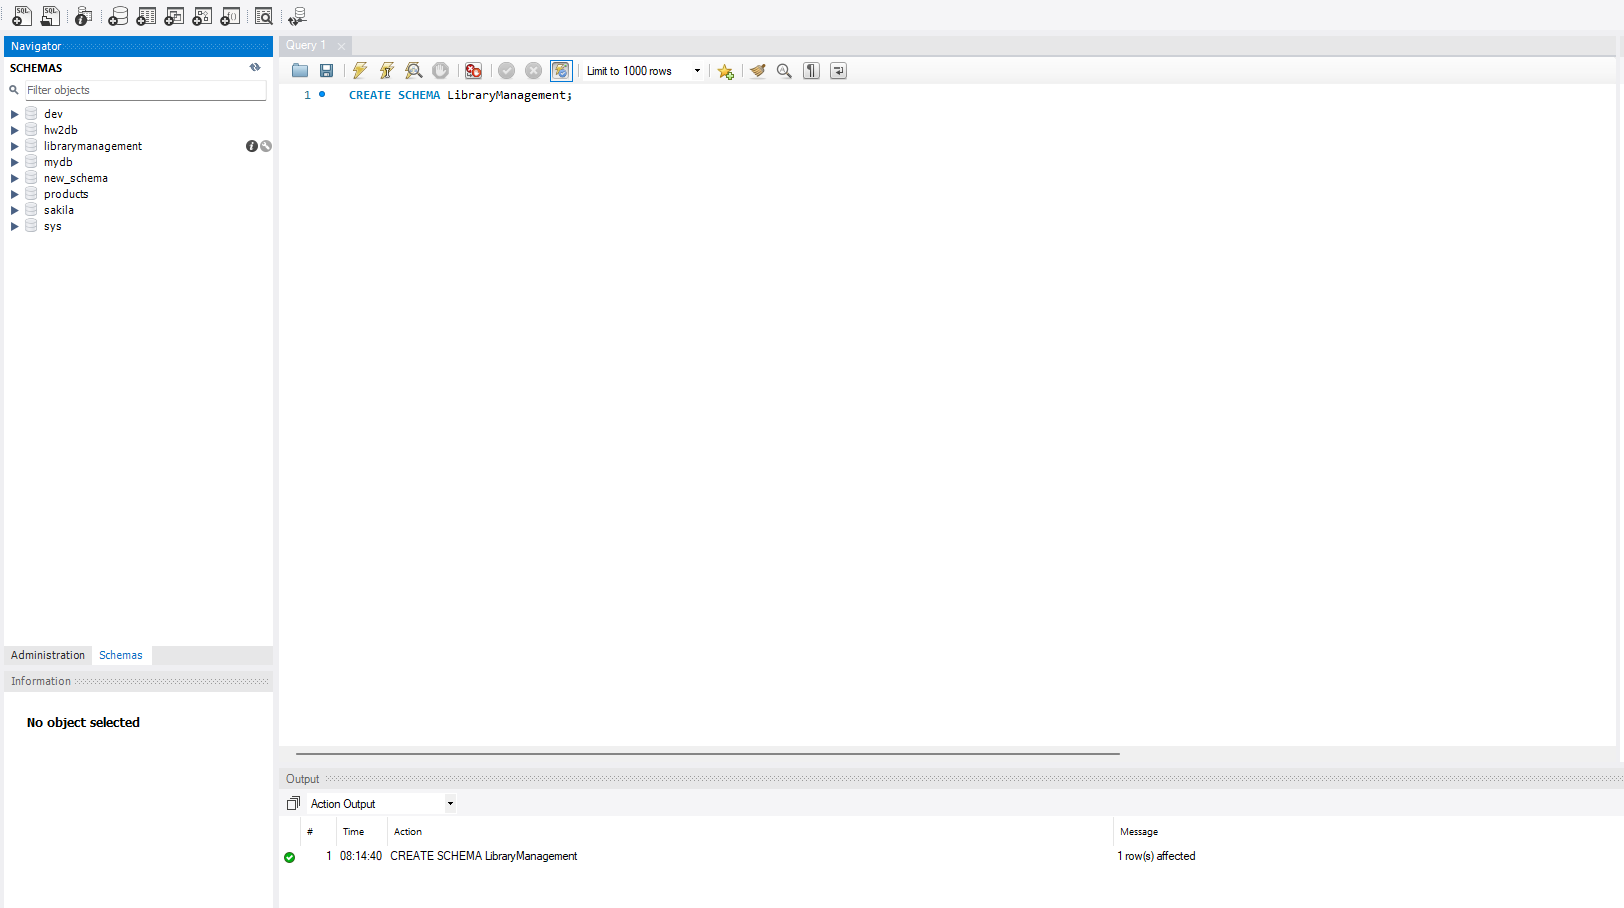 SQL
SQL
Navigator
SCHEMAS
Filter objects
dev
hw2db
librarymanagement
mydb
new_schema
products
sakila
sys
Administration Schemas
Information
No object selected
Query 1
Limit to 1000 rows
1 CREATE SCHEMA LibraryManagement;
Output
Action Output
# Time Action Message
1 08:14:40 CREATE SCHEMA LibraryManagement 1 row(s) affected